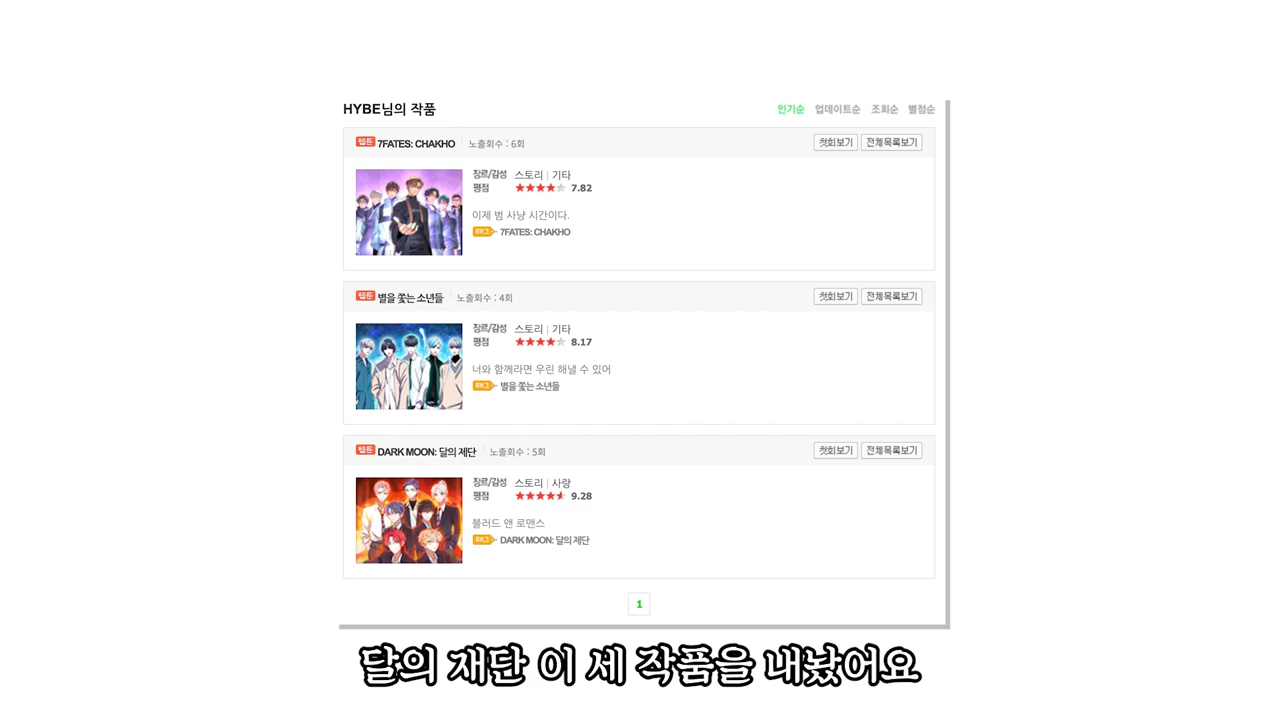 HYBE님의 작품
인기순 업데이트순 조회순 별점순
웹툰 7FATES: CHAKHO | 노출회수 : 6회 첫회보기 전체목록보기
장르/감성 스토리 | 기타
평점 ★★★★☆ 7.82
이제 범 사냥 시간이다.
태그 7FATES: CHAKHO
웹툰 별을 쫓는 소년들 | 노출회수 : 4회 첫회보기 전체목록보기
장르/감성 스토리 | 기타
평점 ★★★★☆ 8.17
너와 함께라면 우린 해낼 수 있어
태그 별을 쫓는 소년들
웹툰 DARK MOON: 달의 제단 | 노출회수 : 5회 첫회보기 전체목록보기
장르/감성 스토리 | 사랑
평점 9.28
블러드 앤 로맨스
태그 DARK MOON: 달의 제단
1
달의 재단 이 세 작품을 내놨어요